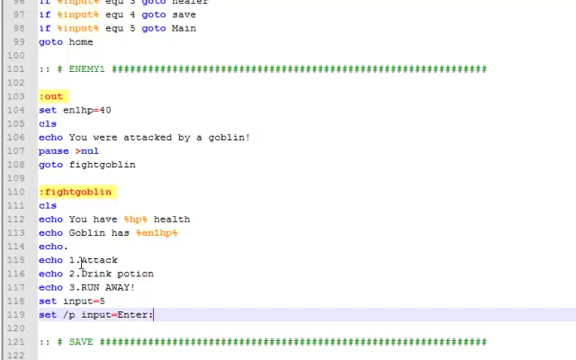 96 if %input% equ 3 goto healer
97 if %input% equ 4 goto save
98 if %input% equ 5 goto Main
99 goto home
100
101 :: # ENEMY1 ##############################################################
102
103 :out
104 set en1hp=40
105 cls
106 echo You were attacked by a goblin!
107 pause >nul
108 goto fightgoblin
109
110 :fightgoblin
111 cls
112 echo You have %hp% health
113 echo Goblin has %en1hp%
114 echo.
115 echo 1.Attack
116 echo 2.Drink potion
117 echo 3.RUN AWAY!
118 set input=5
119 set /p input=Enter:
120
121 :: # SAVE ################################################################
122